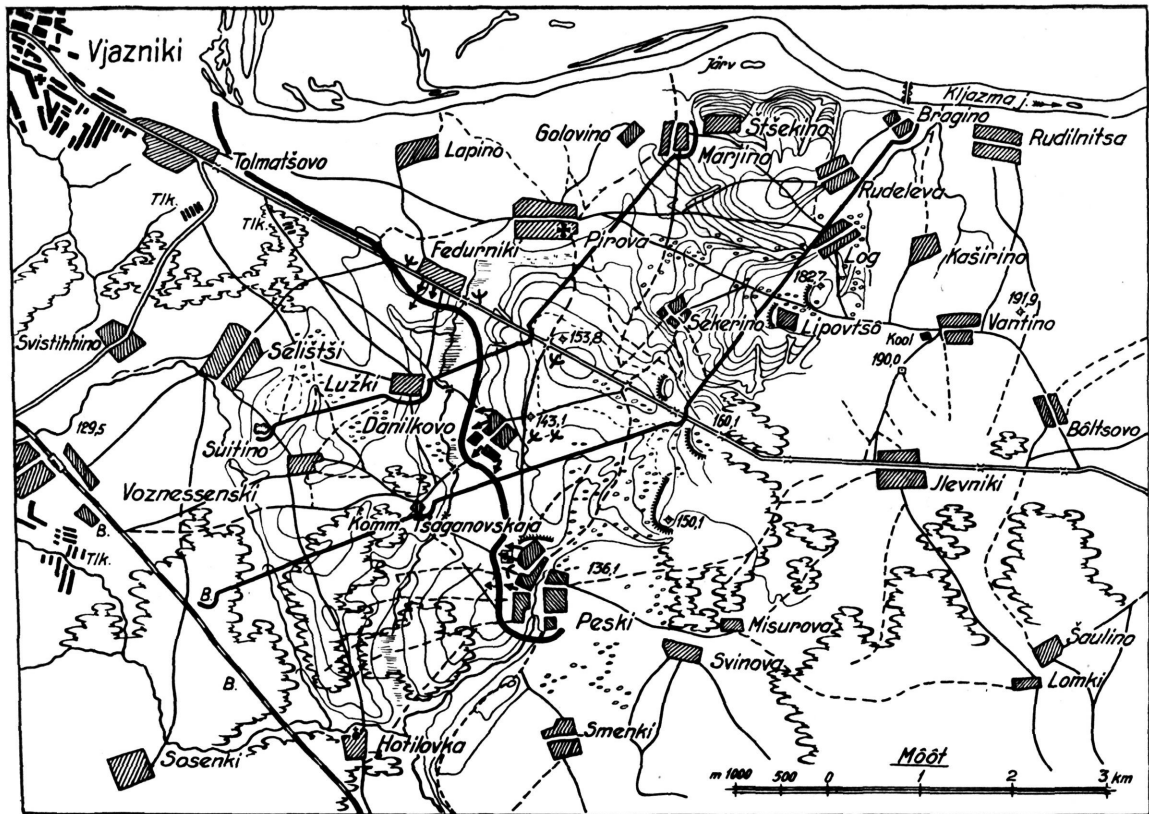 Vjazniki
Järv
Kljazma j.
Bragino
Golovino
Stšekino
Rudilnitsa
Lapino
Marjino
Tolmatšovo
Rudeleva
Tlk.
Tlk.
Fedurniki
Pirova
Log
Kaširino
182,7
191,9
Sekerino
Lipovtsõ
Vantino
Svistihhino
Selištši
153,8
Kool
190,0
Lužki
143,1
Danilkovo
160,1
Bõltsovo
129,5
Suitino
Jlevniki
Voznessenski
B.
Komm. Tsaganovskaja
150,1
Tlk.
136,1
B.
Peski
Misurova
Svinova
Šaulino
B.
Lomki
Smenki
Hotilovka
Sosenki
Mõõt
m 1000 500 0 1 2 3 km